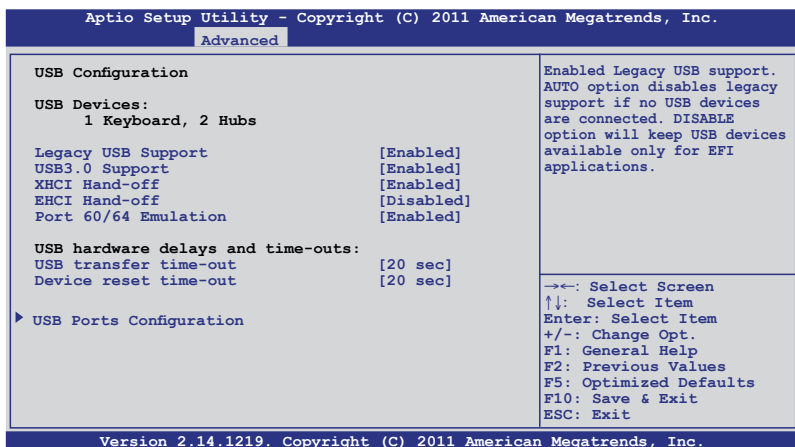 Aptio Setup Utility - Copyright (C) 2011 American Megatrends, Inc.
Advanced
USB Configuration
USB Devices:
1 Keyboard, 2 Hubs
Legacy USB Support [Enabled]
USB3.0 Support [Enabled]
XHCI Hand-off [Enabled]
EHCI Hand-off [Disabled]
Port 60/64 Emulation [Enabled]
USB hardware delays and time-outs:
USB transfer time-out [20 sec]
Device reset time-out [20 sec]
USB Ports Configuration
Enabled Legacy USB support.
AUTO option disables legacy
support if no USB devices
are connected. DISABLE
option will keep USB devices
available only for EFI
applications.
→←: Select Screen
↑↓: Select Item
Enter: Select Item
+/-: Change Opt.
F1: General Help
F2: Previous Values
F5: Optimized Defaults
F10: Save & Exit
ESC: Exit
Version 2.14.1219. Copyright (C) 2011 American Megatrends, Inc.